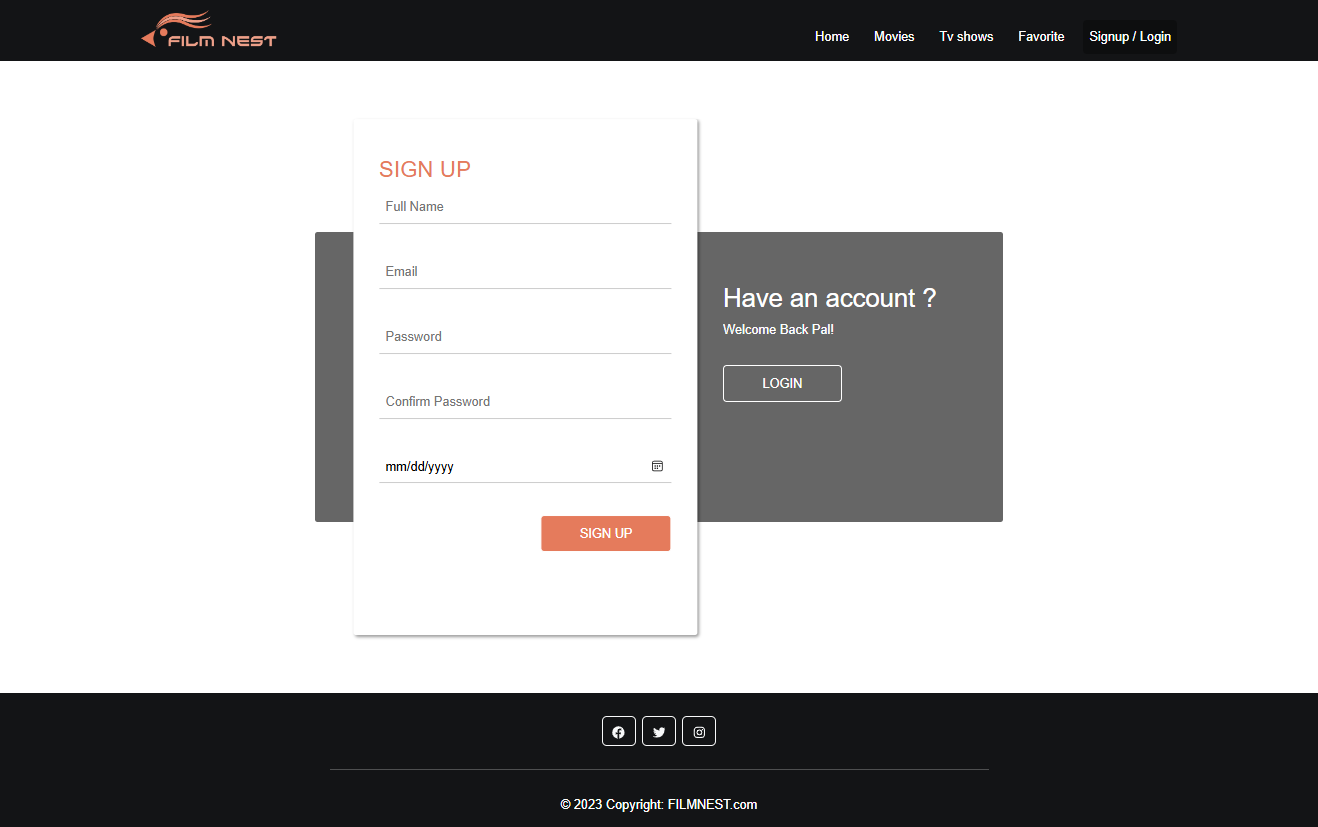 FILM NEST
Home Movies Tv shows Favorite Signup / Login
SIGN UP
Full Name
Email
Password
Confirm Password
mm/dd/yyyy
SIGN UP
Have an account ?
Welcome Back Pal!
LOGIN
© 2023 Copyright: FILMNEST.com